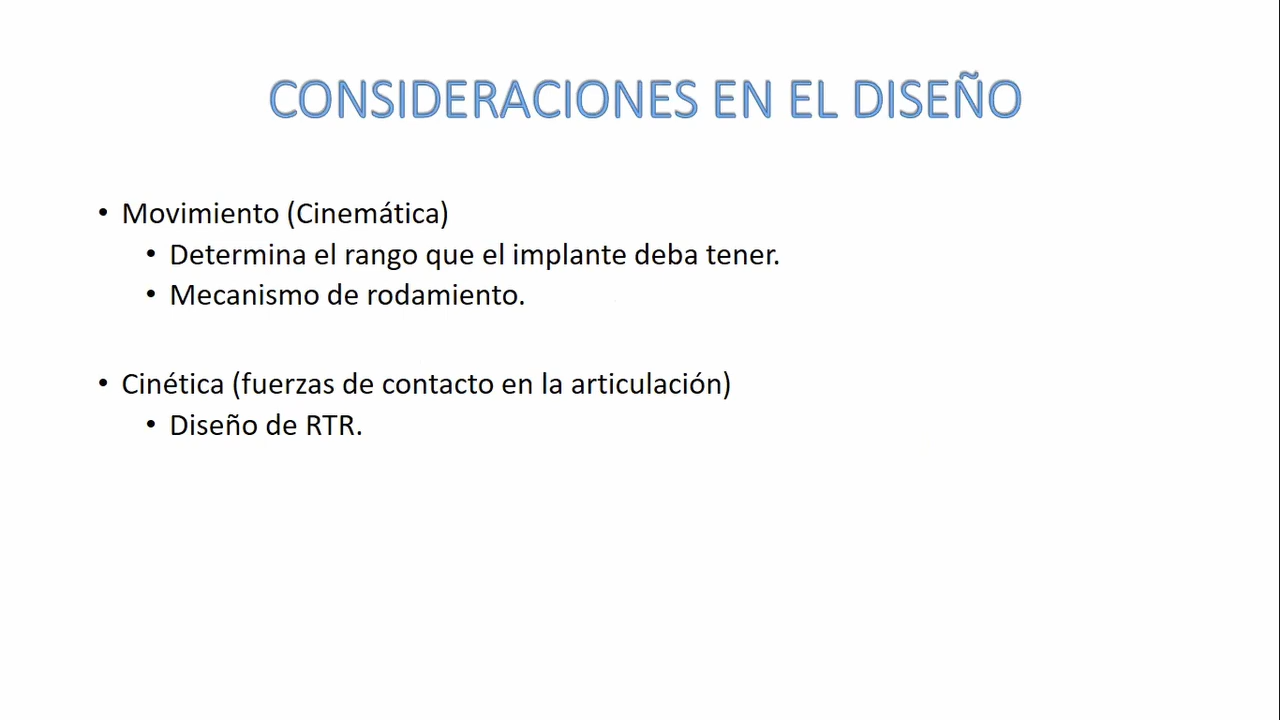 CONSIDERACIONES EN EL DISEÑO
• Movimiento (Cinemática)
• Determina el rango que el implante deba tener.
• Mecanismo de rodamiento.
• Cinética (fuerzas de contacto en la articulación)
• Diseño de RTR.